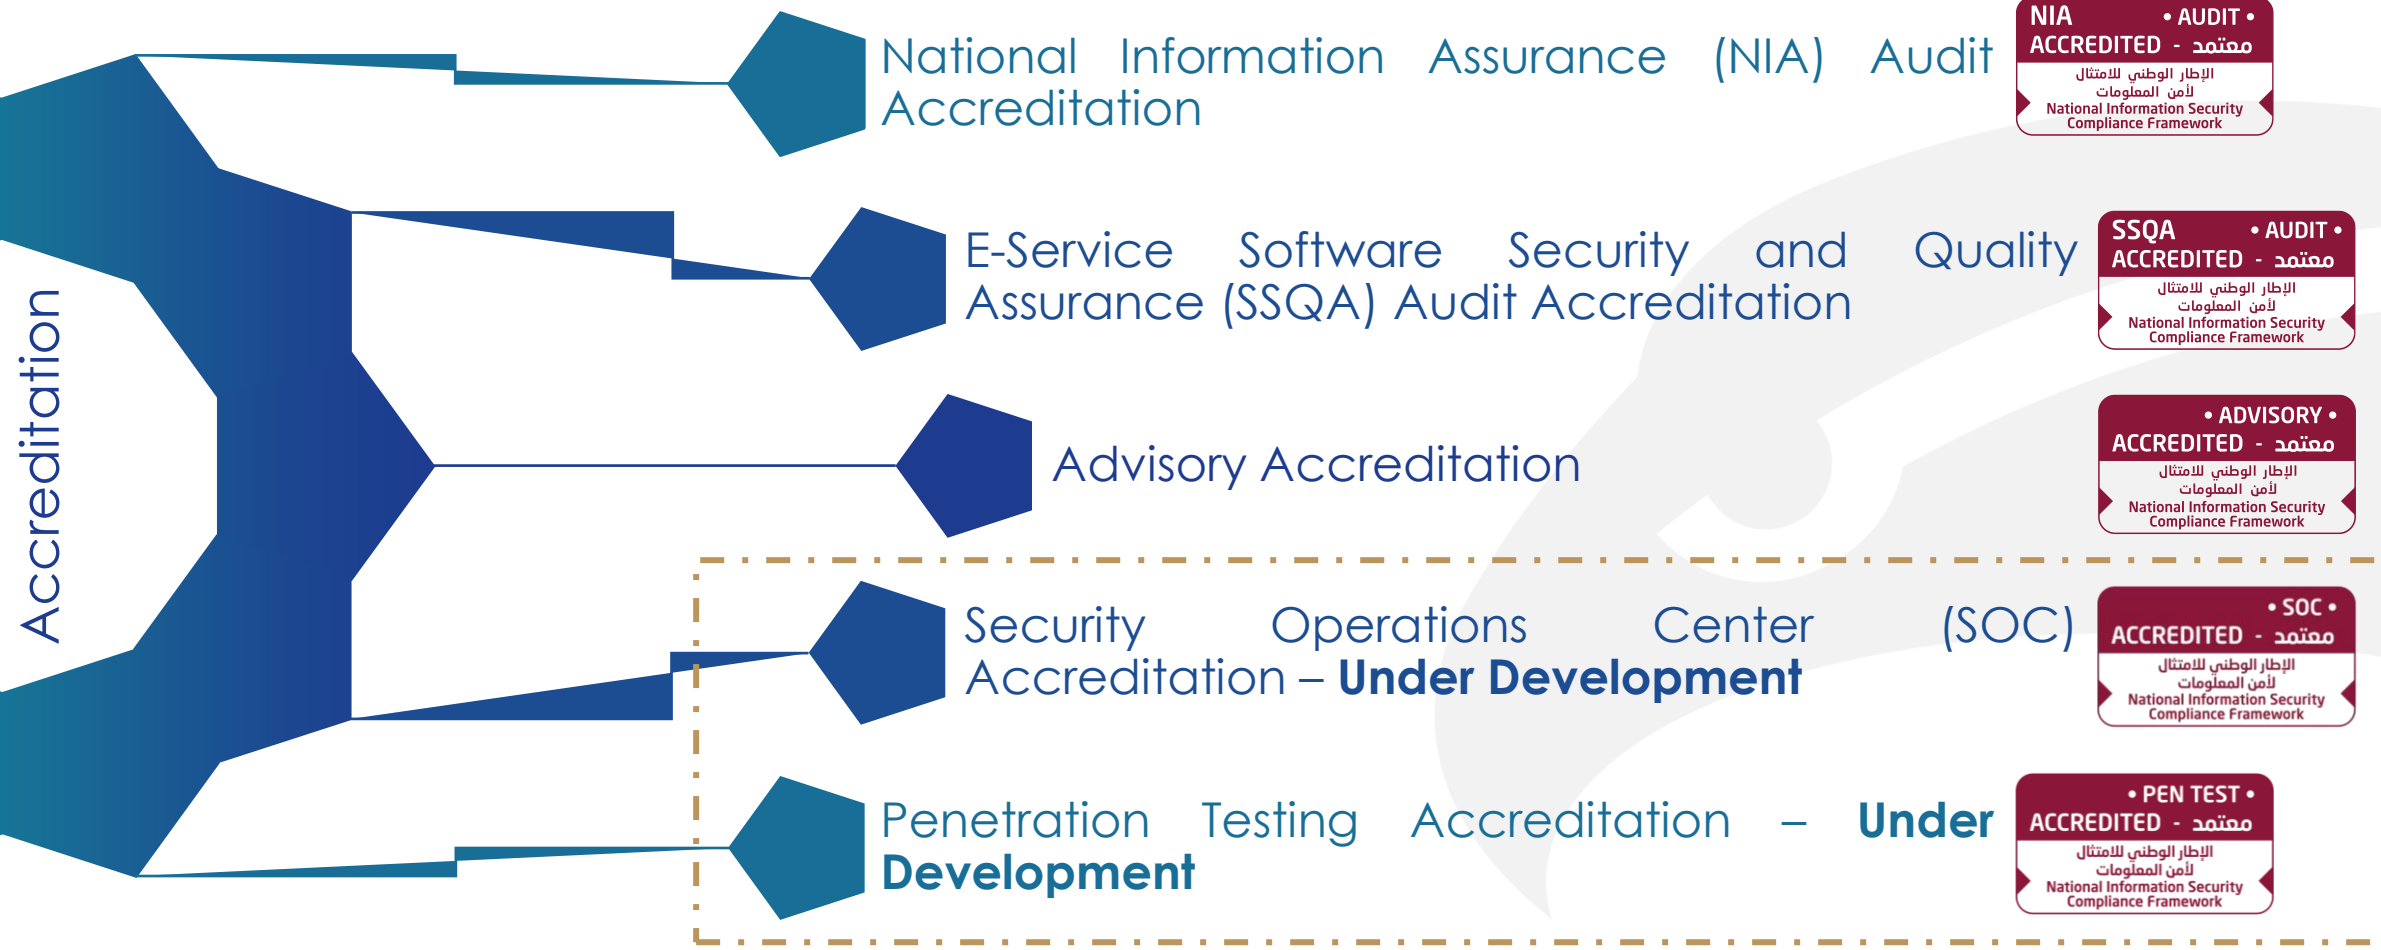 Accreditation
National Information Assurance (NIA) Audit
Accreditation
NIA • AUDIT •
ACCREDITED - معتمد
الإطار الوطني للامتثال
لأمن المعلومات
National Information Security
Compliance Framework
E-Service Software Security and Quality
Assurance (SSQA) Audit Accreditation
SSQA • AUDIT •
ACCREDITED - معتمد
الإطار الوطني للامتثال
لأمن المعلومات
National Information Security
Compliance Framework
Advisory Accreditation
• ADVISORY •
ACCREDITED - معتمد
الإطار الوطني للامتثال
لأمن المعلومات
National Information Security
Compliance Framework
Security Operations Center (SOC)
Accreditation – Under Development
• SOC •
ACCREDITED - معتمد
الإطار الوطني للامتثال
لأمن المعلومات
National Information Security
Compliance Framework
Penetration Testing Accreditation – Under
Development
• PEN TEST •
ACCREDITED - معتمد
الإطار الوطني للامتثال
لأمن المعلومات
National Information Security
Compliance Framework